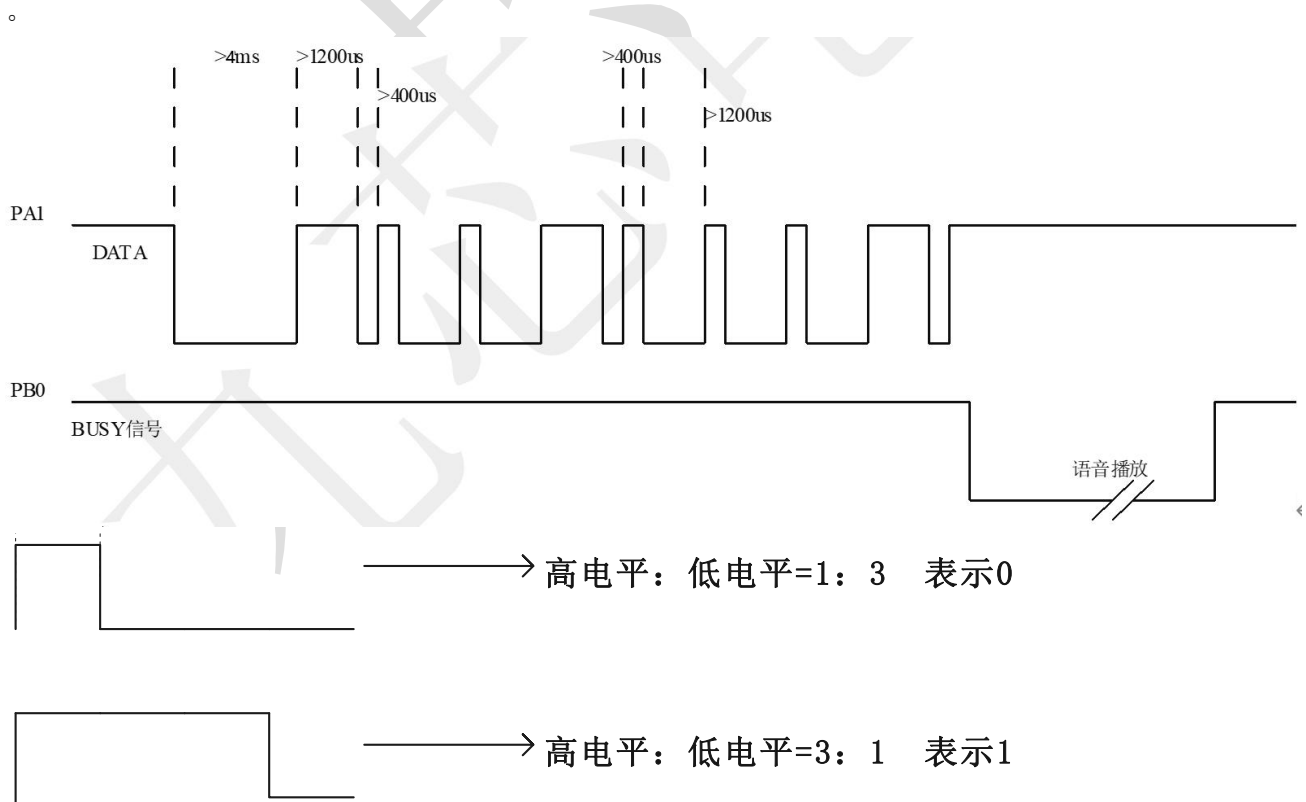 。
>4ms
>1200us
>400us
>400us
>1200us
PA1
DATA
PB0
BUSY信号
语音播放
高电平：低电平=1：3 表示0
高电平：低电平=3：1 表示1